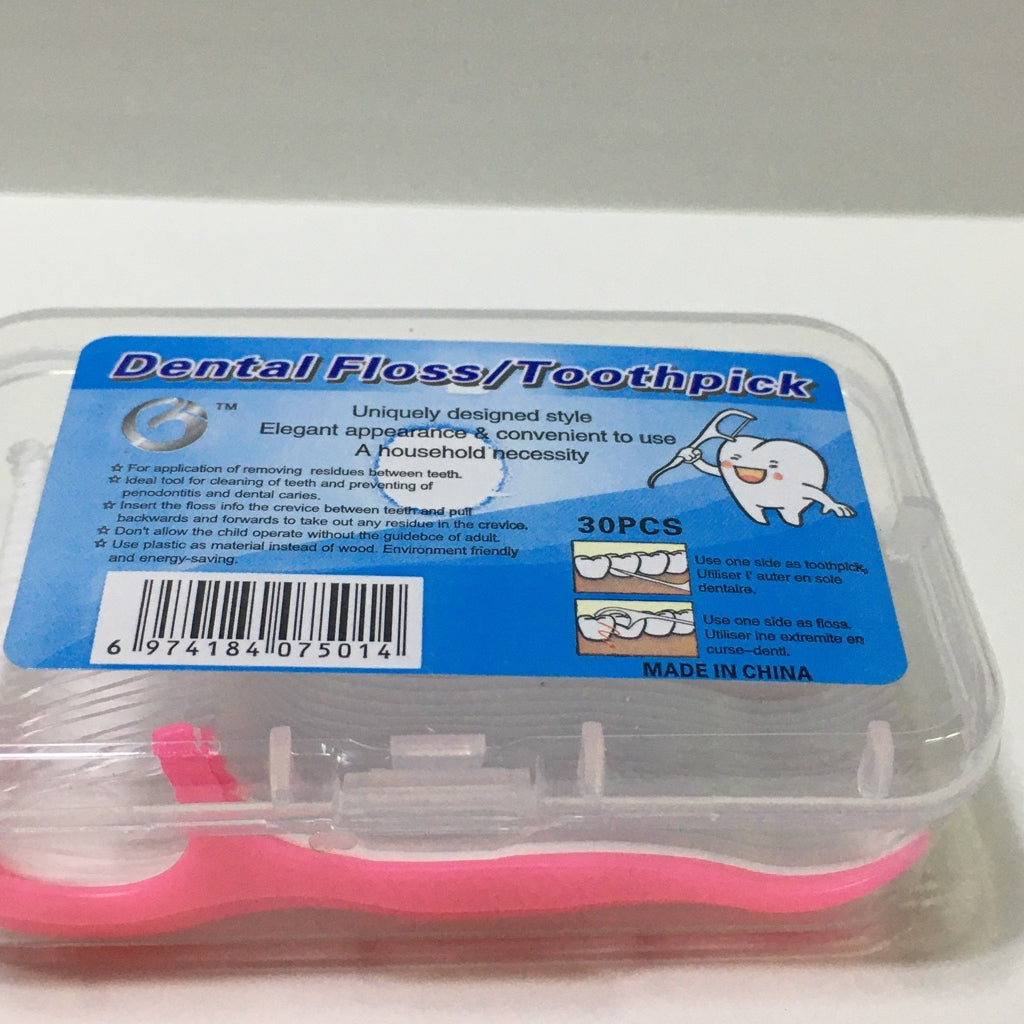 Dental Floss/Toothpick
TM
Uniquely designed style
Elegant appearance & convenient to use
A household necessity
☆ For application of removing residues between teeth.
☆ Ideal tool for cleaning of teeth and preventing of
penodontitis and dental caries.
☆ Insert the floss info the crevice between teeth and puff
backwards and forwards to take out any residue in the crevice.
☆ Don't allow the child operate without the guidebce of adult.
☆ Use plastic as material instead of wood. Environment friendly
and energy-saving.
30PCS
Use one side as toothpick,
Utiliser l' auter en sole
dentaire.
Use one side as flosa.
Utiliser ine extremite en
curse-denti.
MADE IN CHINA
6 974184 075014